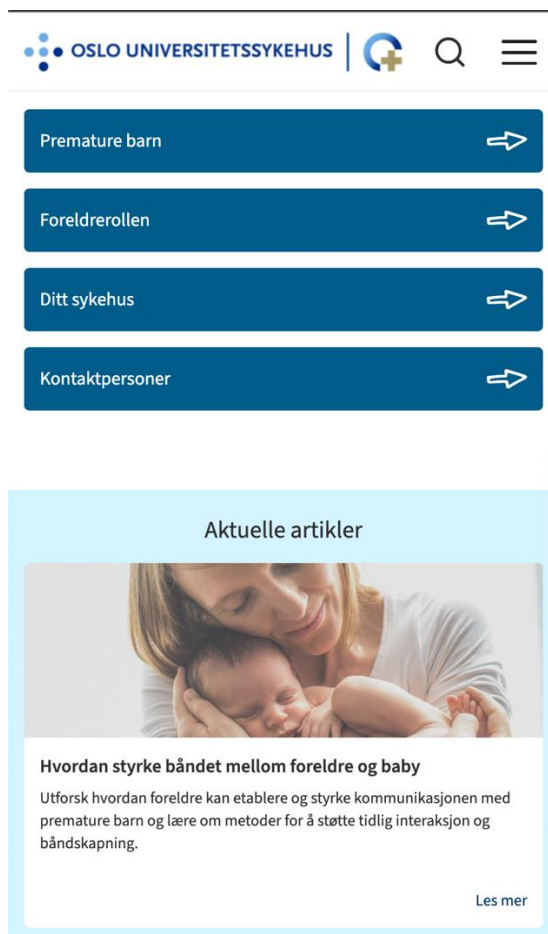 OSLO UNIVERSITETSSYKEHUS
Premature barn
Foreldrerollen
Ditt sykehus
Kontaktpersoner
Aktuelle artikler
Hvordan styrke båndet mellom foreldre og baby
Utforsk hvordan foreldre kan etablere og styrke kommunikasjonen med
premature barn og lære om metoder for å støtte tidlig interaksjon og
båndskapning.
Les mer